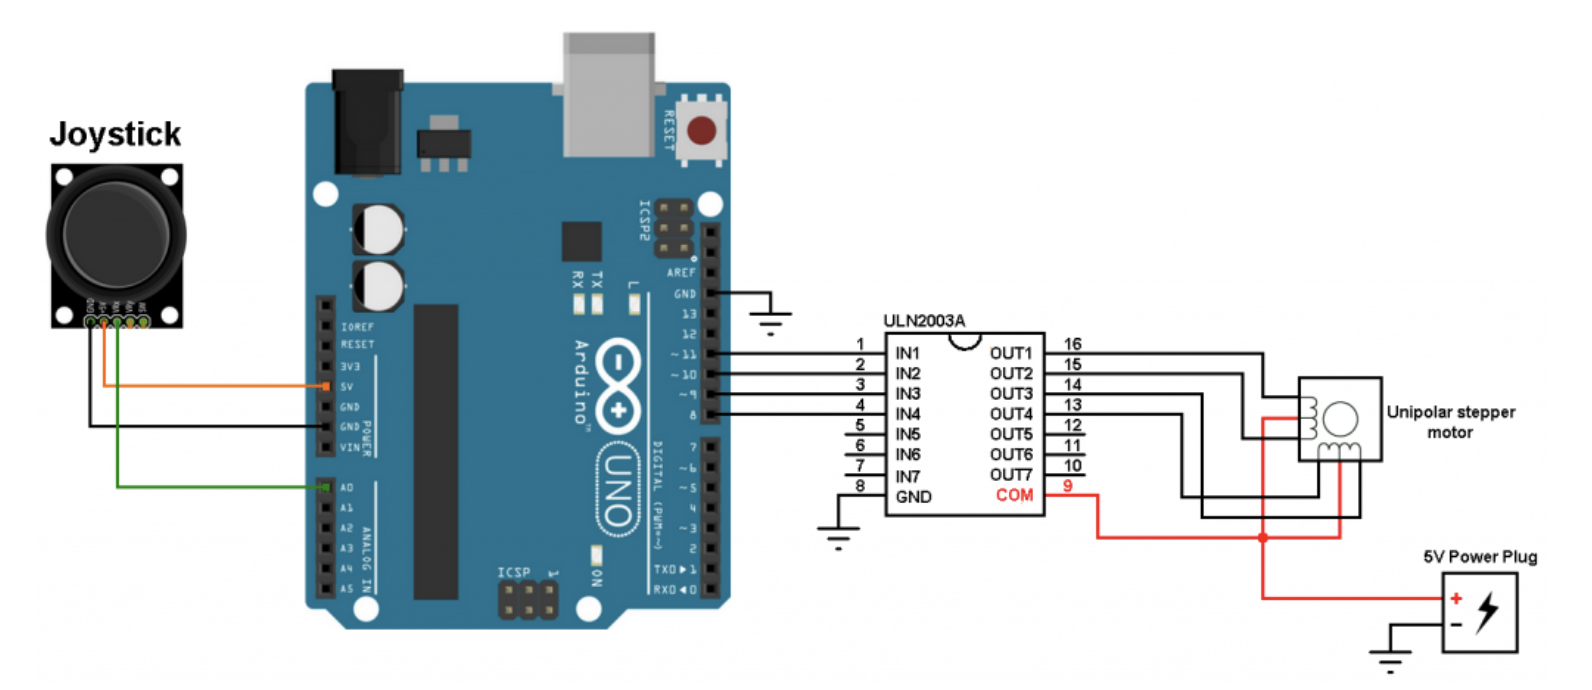 Joystick
GND
+5V
VRx
VRy
SW
RESET
ICSP2
AREF
GND
13
12
~11
~10
~9
8
7
~6
~5
4
~3
2
TX0▶1
RX0◀0
DIGITAL (PWM=~)
RX
TX
L
Arduino™
UNO
ON
ICSP
1
IOREF
RESET
3V3
5V
GND
GND
VIN
POWER
A0
A1
A2
A3
A4
A5
ANALOG IN
ULN2003A
1 IN1 OUT1 16
2 IN2 OUT2 15
3 IN3 OUT3 14
4 IN4 OUT4 13
5 IN5 OUT5 12
6 IN6 OUT6 11
7 IN7 OUT7 10
8 GND COM 9
Unipolar stepper
motor
5V Power Plug
+
−